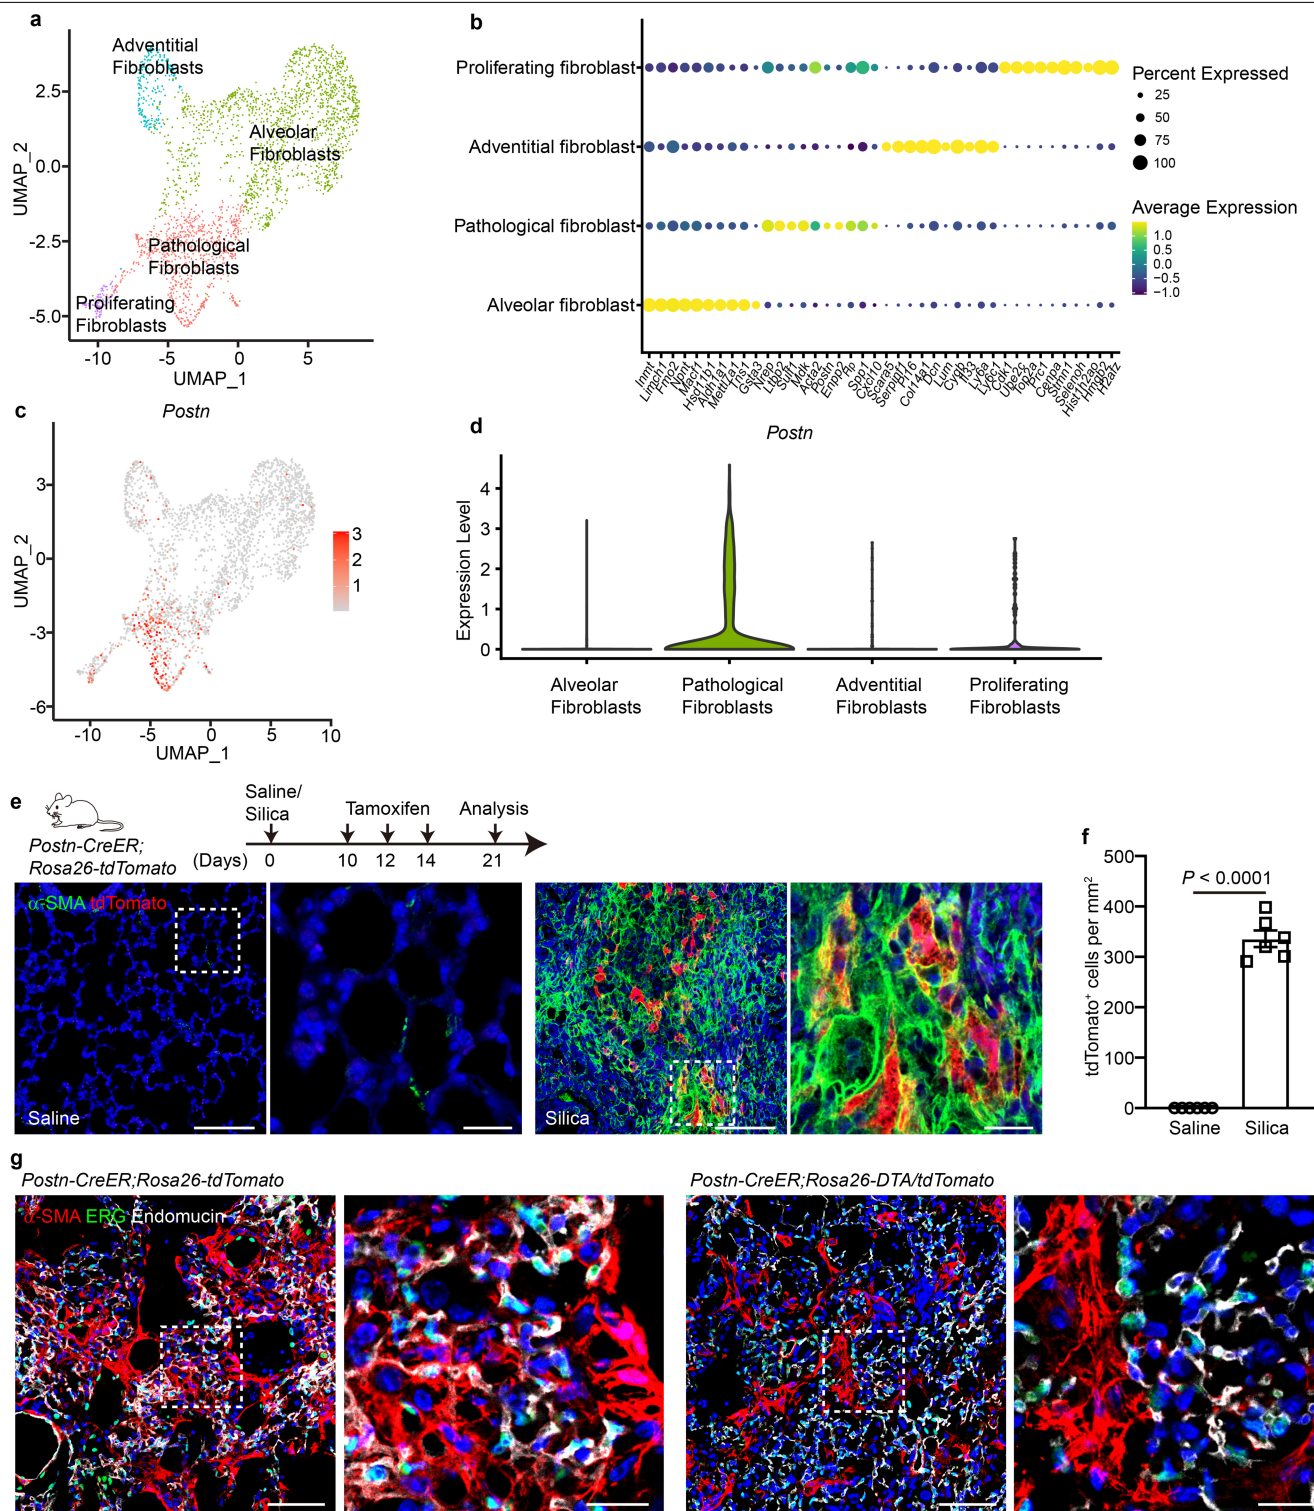 a
Adventitial
Fibroblasts
Alveolar
Fibroblasts
Pathological
Fibroblasts
Proliferating
Fibroblasts
2.5
0.0
-2.5
-5.0
UMAP_2
-10
-5
0
5
UMAP_1
b
Proliferating fibroblast
Adventitial fibroblast
Pathological fibroblast
Alveolar fibroblast
Percent Expressed
25
50
75
100
Average Expression
1.0
0.5
0.0
−0.5
−1.0
Inmt
Limch1
Fmo2
Npnt
Macf1
Hsd11b1
Aldh1a1
Mettl7a1
Fns1
Gsta3
Nrep
Ltbp2
Sulf1
Mdk
Acta2
Postn
Enpp2
Hp
Spp1
Cxcl10
Scara5
Serpinf1
Pi16
Col14a1
Dcn
Lum
Cygb
Il33
Ly6a
Ly6c1
Cdk1
Ube2c
Top2a
Prc1
Cenpa
Stmn1
Selenoh
Hist1h2ao
Hmgb2
H2afz
c
Postn
3
0
-3
-6
UMAP_2
-10
-5
0
5
10
UMAP_1
3
2
1
d
Postn
Expression Level
4
3
2
1
0
Alveolar
Fibroblasts
Pathological
Fibroblasts
Adventitial
Fibroblasts
Proliferating
Fibroblasts
e
Postn-CreER;
Rosa26-tdTomato
Saline/
Silica
Tamoxifen
Analysis
(Days) 0 10 12 14 21
α-SMA tdTomato
Saline
Silica
f
500
400
300
200
100
0
tdTomato⁺ cells per mm²
P < 0.0001
Saline
Silica
g
Postn-CreER;Rosa26-tdTomato
Postn-CreER;Rosa26-DTA/tdTomato
α-SMA ERG Endomucin